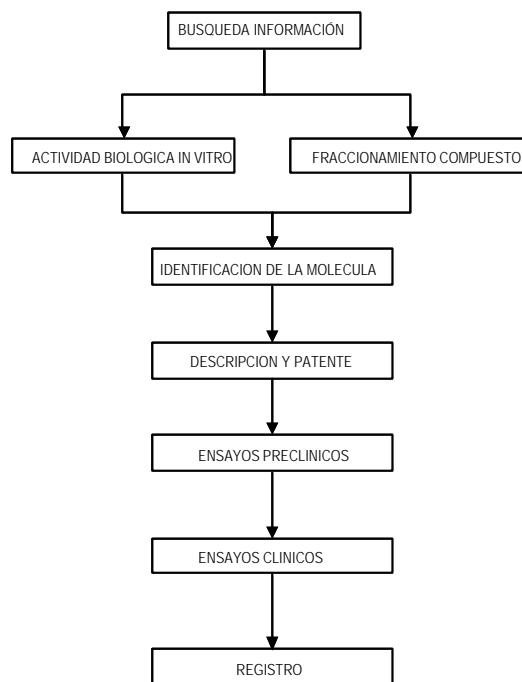 BUSQUEDA INFORMACIÓN
ACTIVIDAD BIOLOGICA IN VITRO
FRACCIONAMIENTO COMPUESTO
IDENTIFICACION DE LA MOLECULA
DESCRIPCION Y PATENTE
ENSAYOS PRECLINICOS
ENSAYOS CLINICOS
REGISTRO